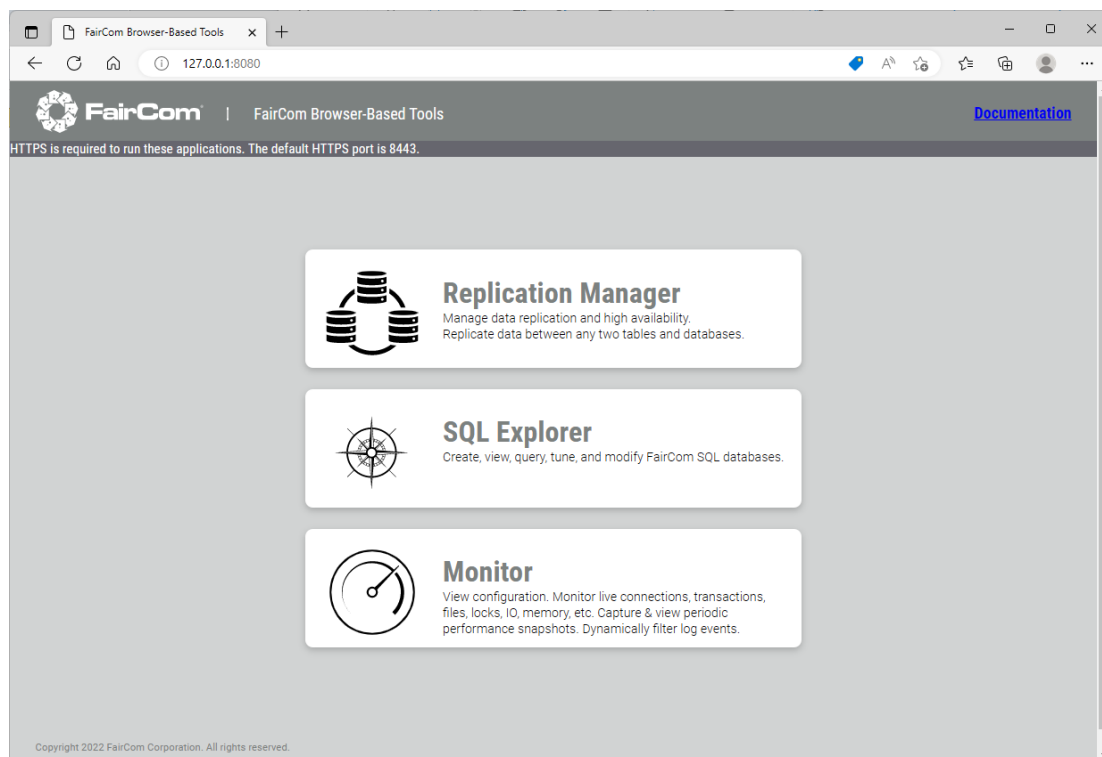 FairCom Browser-Based Tools
127.0.0.1:8080
FairCom | FairCom Browser-Based Tools
Documentation
HTTPS is required to run these applications. The default HTTPS port is 8443.
Replication Manager
Manage data replication and high availability.
Replicate data between any two tables and databases.
SQL Explorer
Create, view, query, tune, and modify FairCom SQL databases.
Monitor
View configuration. Monitor live connections, transactions,
files, locks, IO, memory, etc. Capture & view periodic
performance snapshots. Dynamically filter log events.
Copyright 2022 FairCom Corporation. All rights reserved.